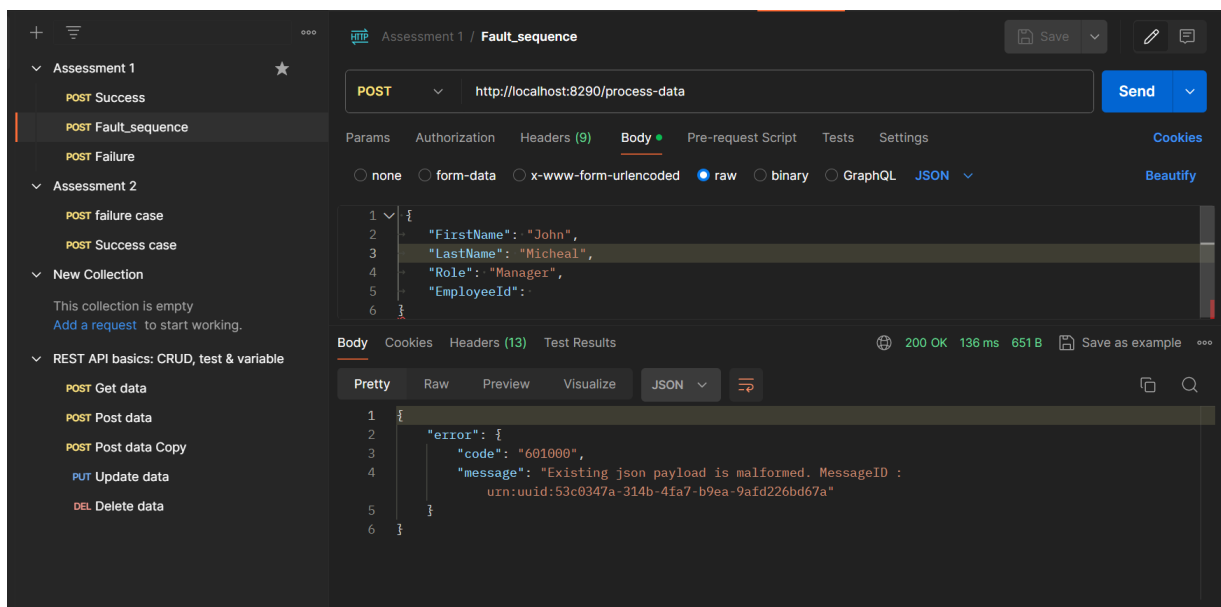 Assessment 1
POST Success
POST Fault_sequence
POST Failure
Assessment 2
POST failure case
POST Success case
New Collection
This collection is empty
Add a request to start working.
REST API basics: CRUD, test & variable
POST Get data
POST Post data
POST Post data Copy
PUT Update data
DEL Delete data
HTTP Assessment 1 / Fault_sequence
Save
POST http://localhost:8290/process-data Send
Params Authorization Headers (9) Body Pre-request Script Tests Settings Cookies
none form-data x-www-form-urlencoded raw binary GraphQL JSON Beautify
1 {
2 "FirstName": "John",
3 "LastName": "Micheal",
4 "Role": "Manager",
5 "EmployeeId":
6 }
Body Cookies Headers (13) Test Results 200 OK 136 ms 651 B Save as example
Pretty Raw Preview Visualize JSON
1 {
2 "error": {
3 "code": "601000",
4 "message": "Existing json payload is malformed. MessageID :
urn:uuid:53c0347a-314b-4fa7-b9ea-9afd226bd67a"
5 }
6 }